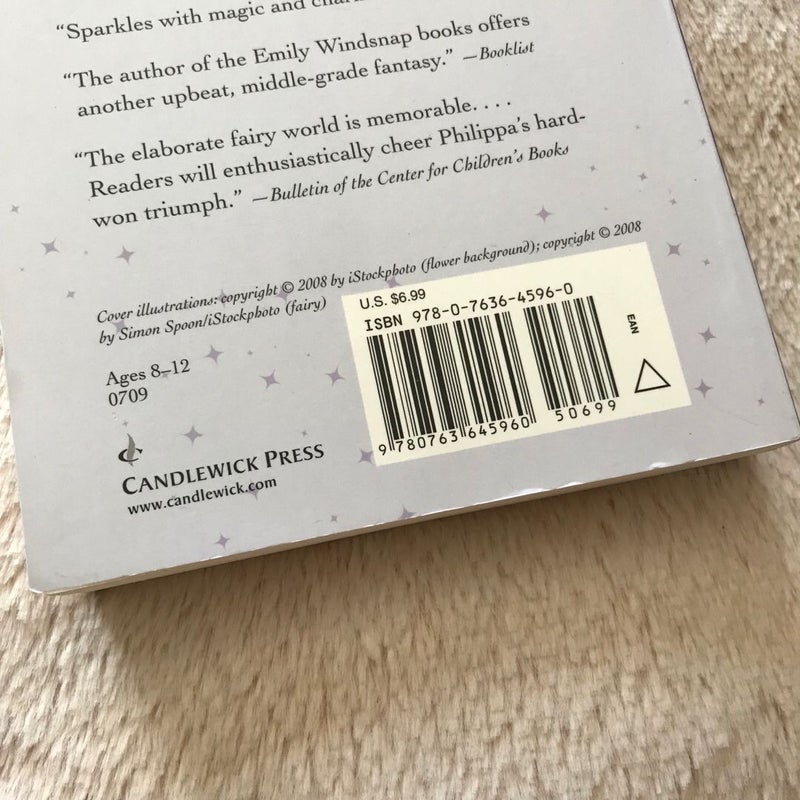 “Sparkles with magic and
“The author of the Emily Windsnap books offers
another upbeat, middle-grade fantasy.” —Booklist
“The elaborate fairy world is memorable. . . .
Readers will enthusiastically cheer Philippa’s hard-
won triumph.” —Bulletin of the Center for Children’s Books
Cover illustrations: copyright © 2008 by iStockphoto (flower background); copyright © 2008
by Simon Spoon/iStockphoto (fairy)
Ages 8–12
0709
CANDLEWICK PRESS
www.candlewick.com
U.S. $6.99
ISBN 978-0-7636-4596-0
EAN
9 780763 645960
50699